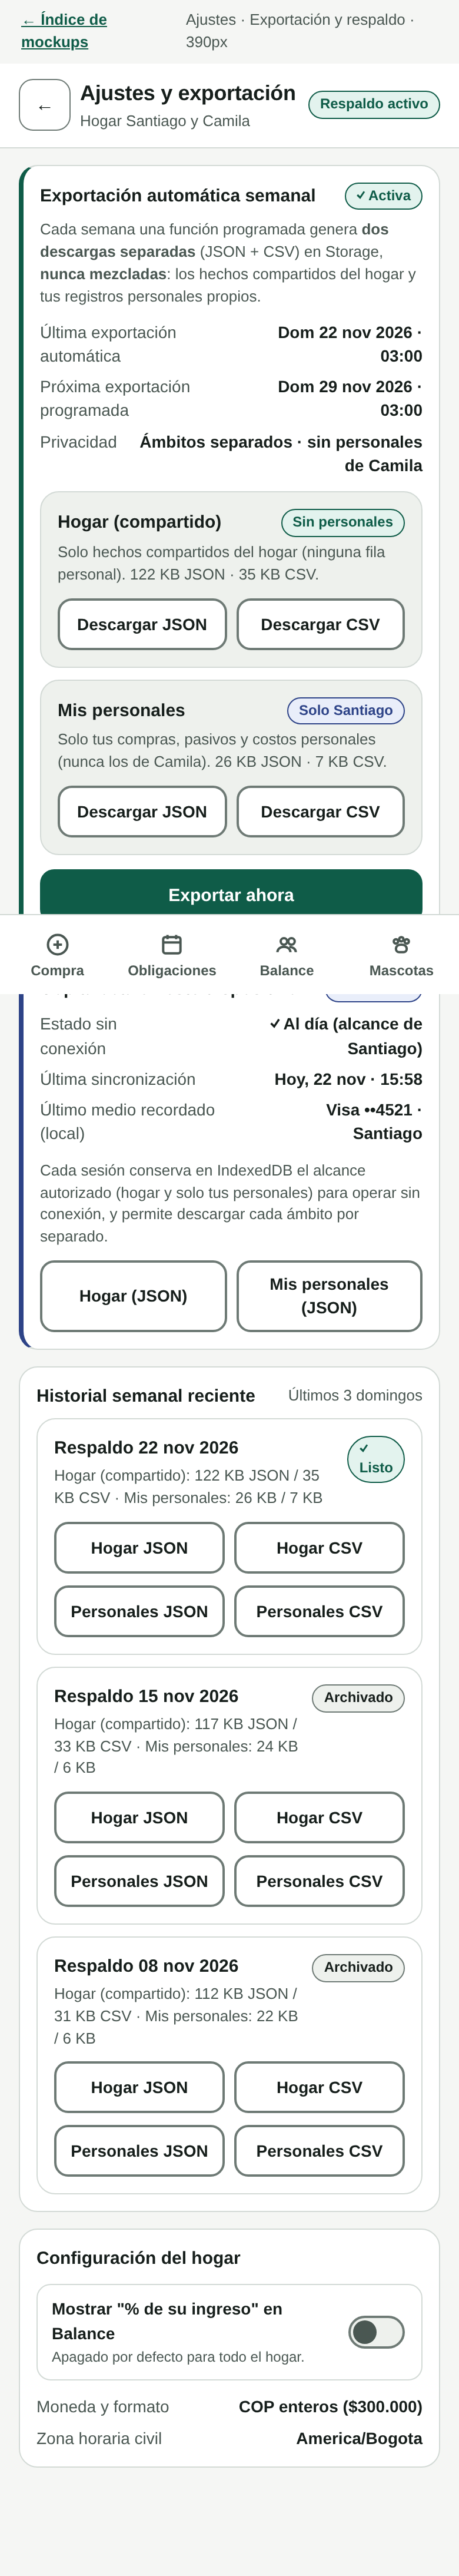 ← Índice de
mockups
Ajustes · Exportación y respaldo ·
390px
←
Ajustes y exportación
Hogar Santiago y Camila
Respaldo activo
Exportación automática semanal
✓ Activa
Cada semana una función programada genera dos
descargas separadas (JSON + CSV) en Storage,
nunca mezcladas: los hechos compartidos del hogar y
tus registros personales propios.
Última exportación
automática
Dom 22 nov 2026 ·
03:00
Próxima exportación
programada
Dom 29 nov 2026 ·
03:00
Privacidad
Ámbitos separados · sin personales
de Camila
Hogar (compartido)
Sin personales
Solo hechos compartidos del hogar (ninguna fila
personal). 122 KB JSON · 35 KB CSV.
Descargar JSON
Descargar CSV
Mis personales
Solo Santiago
Solo tus compras, pasivos y costos personales
(nunca los de Camila). 26 KB JSON · 7 KB CSV.
Descargar JSON
Descargar CSV
Exportar ahora
Compra
Obligaciones
Balance
Mascotas
Estado sin
conexión
✓ Al día (alcance de
Santiago)
Última sincronización
Hoy, 22 nov · 15:58
Último medio recordado
(local)
Visa ••4521 ·
Santiago
Cada sesión conserva en IndexedDB el alcance
autorizado (hogar y solo tus personales) para operar sin
conexión, y permite descargar cada ámbito por
separado.
Hogar (JSON)
Mis personales
(JSON)
Historial semanal reciente
Últimos 3 domingos
Respaldo 22 nov 2026
✓
Listo
Hogar (compartido): 122 KB JSON / 35
KB CSV · Mis personales: 26 KB / 7 KB
Hogar JSON
Hogar CSV
Personales JSON
Personales CSV
Respaldo 15 nov 2026
Archivado
Hogar (compartido): 117 KB JSON /
33 KB CSV · Mis personales: 24 KB
/ 6 KB
Hogar JSON
Hogar CSV
Personales JSON
Personales CSV
Respaldo 08 nov 2026
Archivado
Hogar (compartido): 112 KB JSON /
31 KB CSV · Mis personales: 22 KB
/ 6 KB
Hogar JSON
Hogar CSV
Personales JSON
Personales CSV
Configuración del hogar
Mostrar "% de su ingreso" en
Balance
Apagado por defecto para todo el hogar.
Moneda y formato
COP enteros ($300.000)
Zona horaria civil
America/Bogota